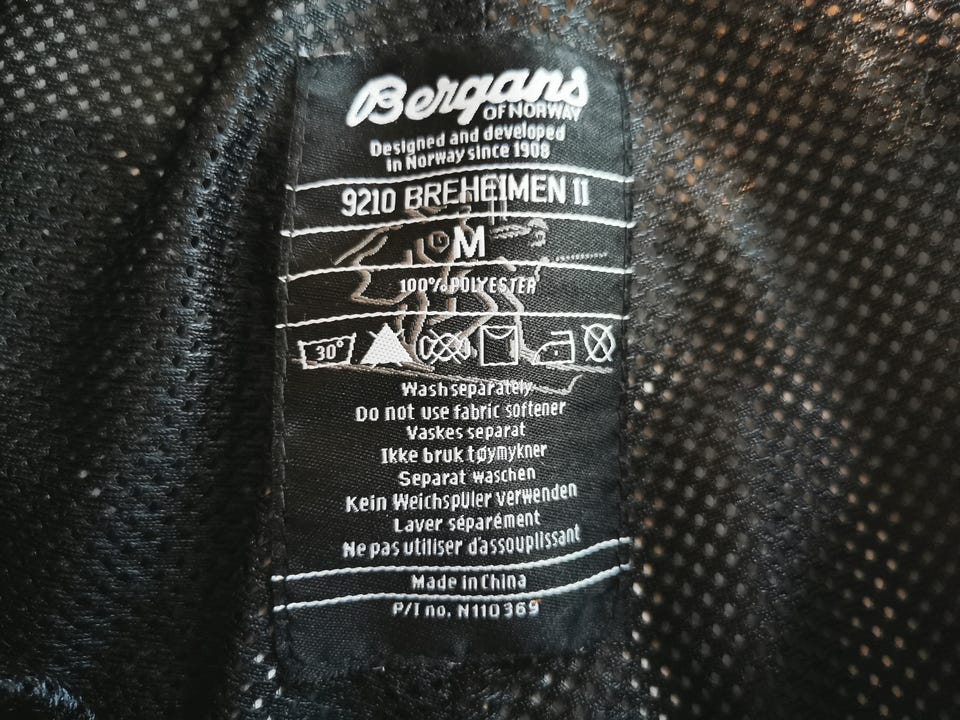 Bergans
OF NORWAY
Designed and developed
in Norway since 1908
9210 BREHEIMEN II
M
100% POLYESTER
30°
Wash separately
Do not use fabric softener
Vaskes separat
Ikke bruk tøymykner
Separat waschen
Kein Weichspüler verwenden
Laver séparément
Ne pas utiliser d'assouplissant
Made in China
P/I no. N110369